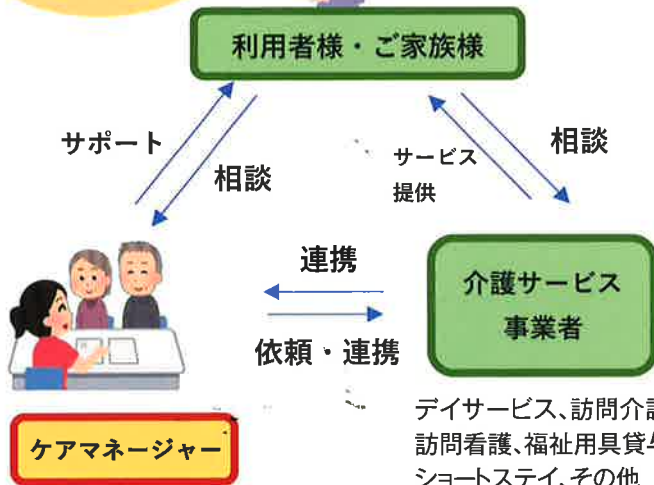 利用者様・ご家族様
サポート
相談
サービス
提供
相談
連携
依頼・連携
介護サービス
事業者
ケアマネージャー
デイサービス、訪問介
訪問看護、福祉用具貸
ショートステイ、その他